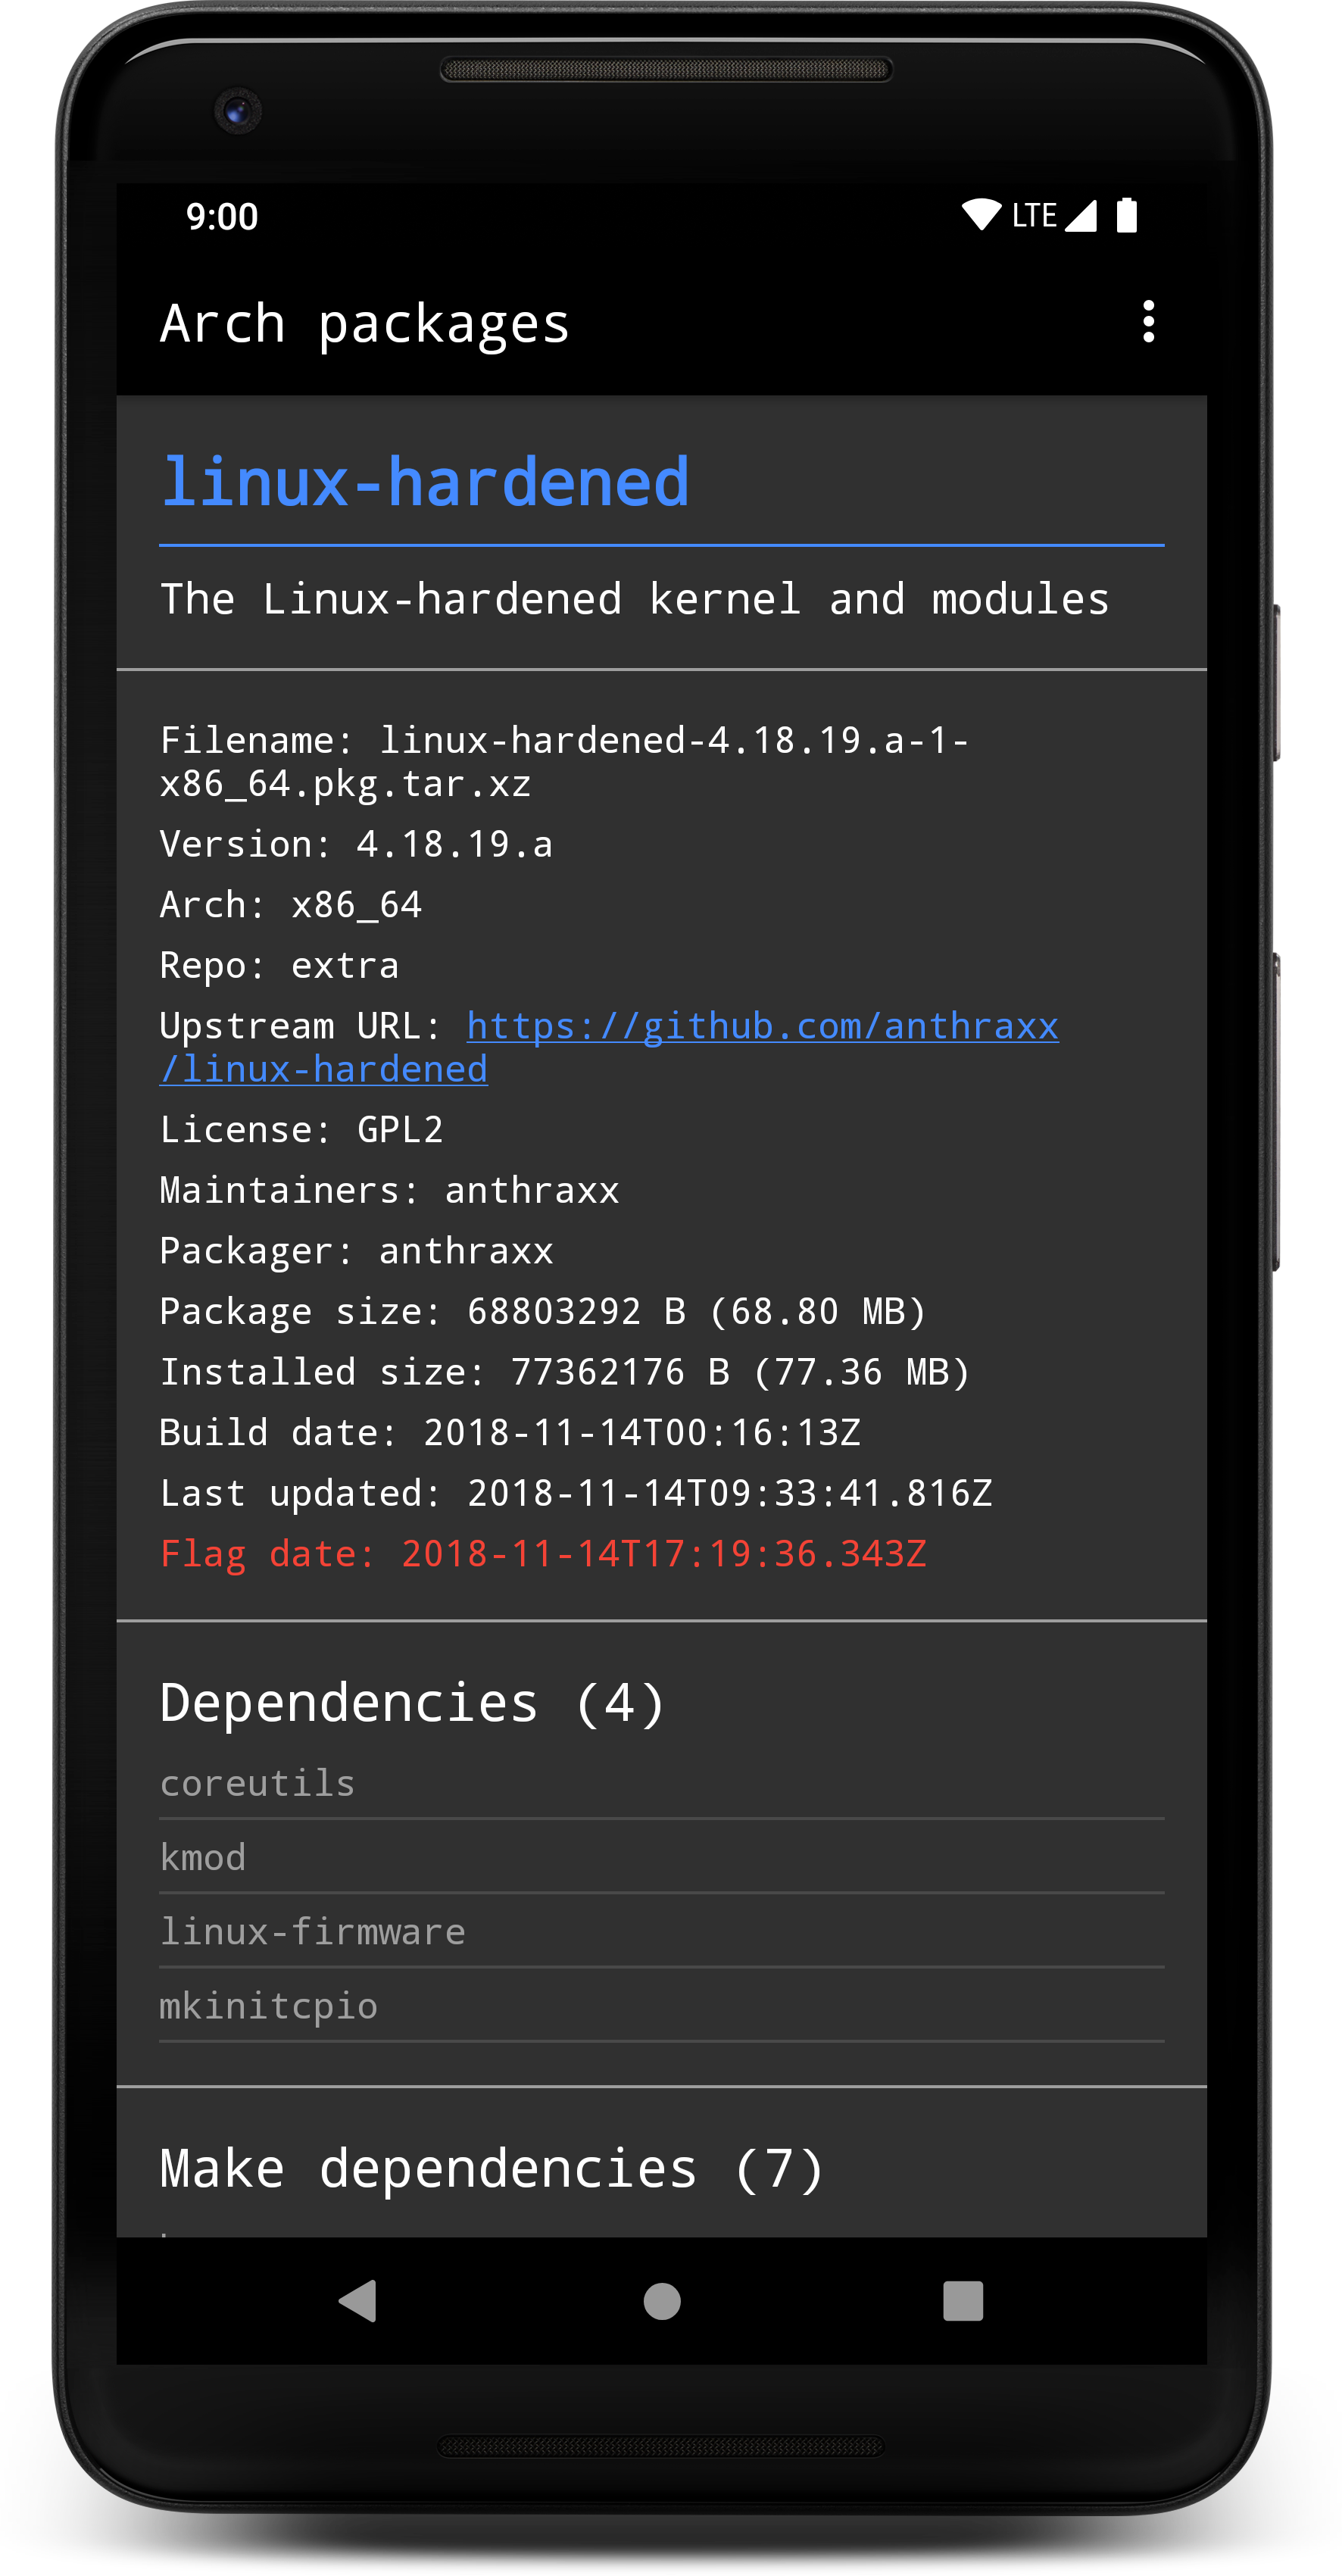 9:00 LTE
Arch packages
linux-hardened
The Linux-hardened kernel and modules
Filename: linux-hardened-4.18.19.a-1-
x86_64.pkg.tar.xz
Version: 4.18.19.a
Arch: x86_64
Repo: extra
Upstream URL: https://github.com/anthraxx
/linux-hardened
License: GPL2
Maintainers: anthraxx
Packager: anthraxx
Package size: 68803292 B (68.80 MB)
Installed size: 77362176 B (77.36 MB)
Build date: 2018-11-14T00:16:13Z
Last updated: 2018-11-14T09:33:41.816Z
Flag date: 2018-11-14T17:19:36.343Z
Dependencies (4)
coreutils
kmod
linux-firmware
mkinitcpio
Make dependencies (7)